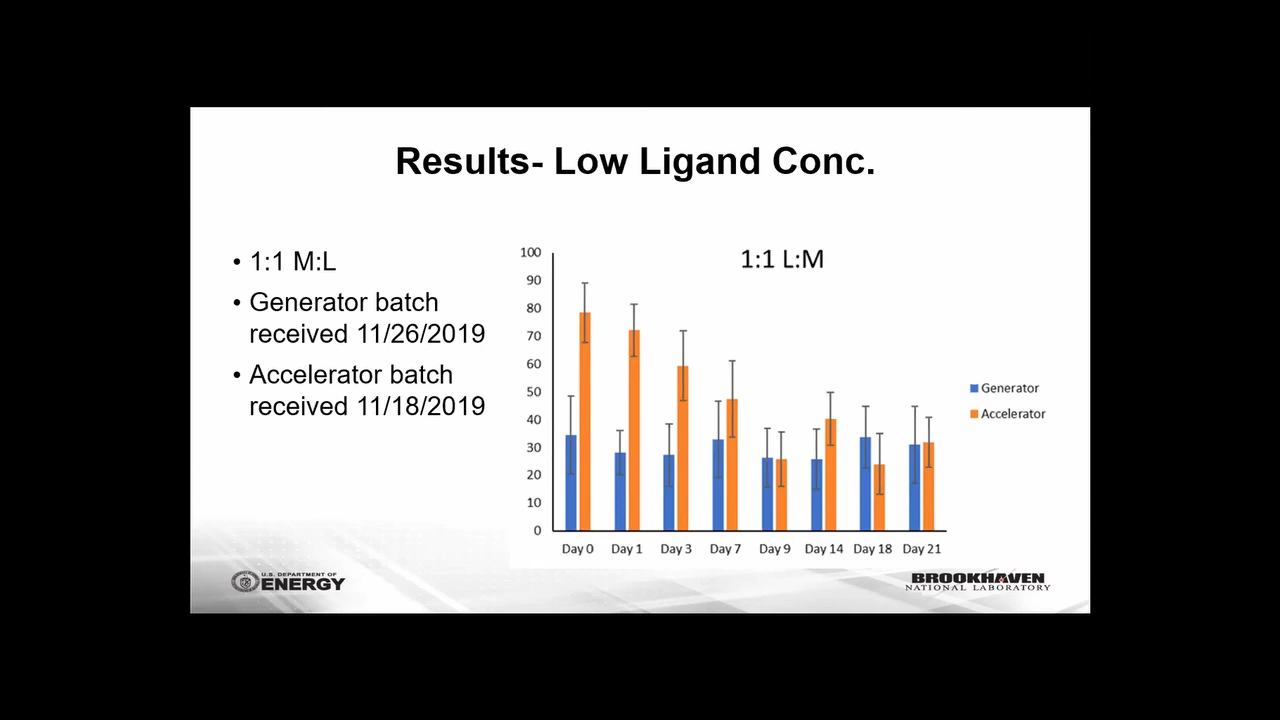 Results- Low Ligand Conc.
• 1:1 M:L
• Generator batch
received 11/26/2019
• Accelerator batch
received 11/18/2019
1:1 L:M
100
90
80
70
60
50
40
30
20
10
0
Day 0 Day 1 Day 3 Day 7 Day 9 Day 14 Day 18 Day 21
Generator
Accelerator
U.S. DEPARTMENT OF
ENERGY
BROOKHAVEN
NATIONAL LABORATORY